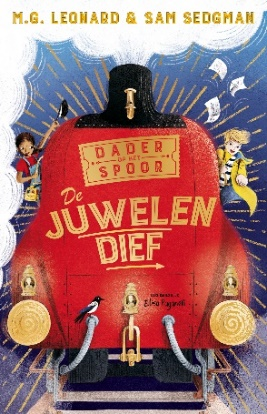 M.G. LEONARD & SAM SEDGMAN
DADER
OP HET
SPOOR
De
JUWELEN
DIEF